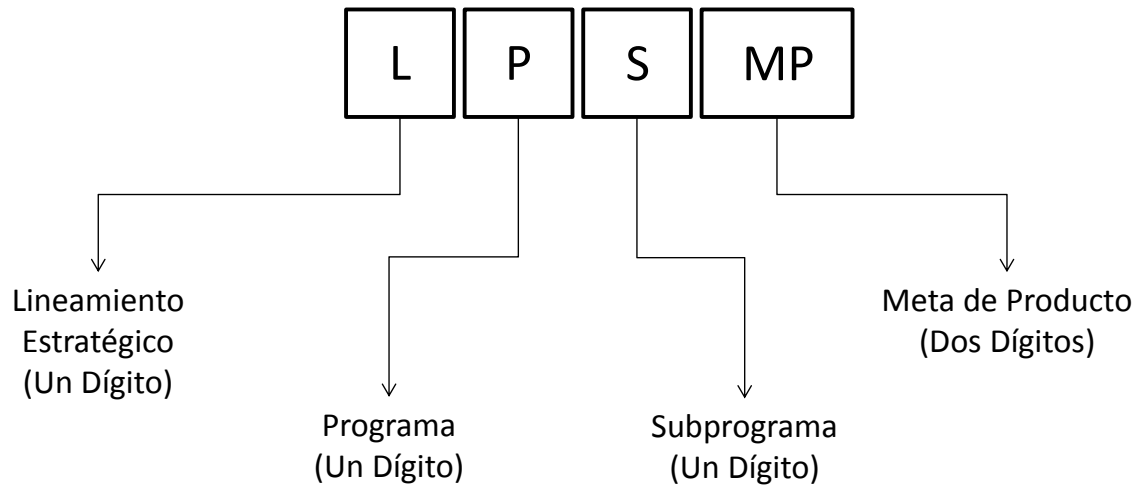 L P S MP
Lineamiento
Estratégico
(Un Dígito)
Programa
(Un Dígito)
Subprograma
(Un Dígito)
Meta de Producto
(Dos Dígitos)